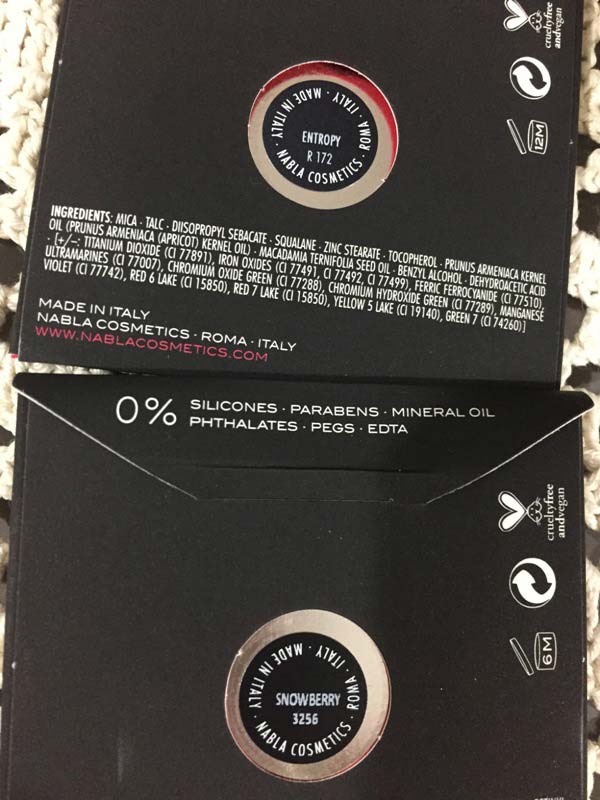 crueltyfree
andvegan
12M
MADE IN ITALY · NABLA COSMETICS · ROMA · ITALY ·
ENTROPY
R 172
INGREDIENTS: MICA · TALC · DIISOPROPYL SEBACATE · SQUALANE · ZINC STEARATE · TOCOPHEROL · PRUNUS ARMENIACA KERNEL
OIL (PRUNUS ARMENIACA (APRICOT) KERNEL OIL) · MACADAMIA TERNIFOLIA SEED OIL · BENZYL ALCOHOL · DEHYDROACETIC ACID
· [+/–: TITANIUM DIOXIDE (CI 77891), IRON OXIDES (CI 77491, CI 77492, CI 77499), FERRIC FERROCYANIDE (CI 77510),
ULTRAMARINES (CI 77007), CHROMIUM OXIDE GREEN (CI 77288), CHROMIUM HYDROXIDE GREEN (CI 77289), MANGANESE
VIOLET (CI 77742), RED 6 LAKE (CI 15850), RED 7 LAKE (CI 15850), YELLOW 5 LAKE (CI 19140), GREEN 7 (CI 74260)]
MADE IN ITALY
NABLA COSMETICS · ROMA · ITALY
WWW.NABLACOSMETICS.COM
0% SILICONES · PARABENS · MINERAL OIL
PHTHALATES · PEGS · EDTA
crueltyfree
andvegan
6M
MADE IN ITALY · NABLA COSMETICS · ROMA · ITALY ·
SNOWBERRY
3256